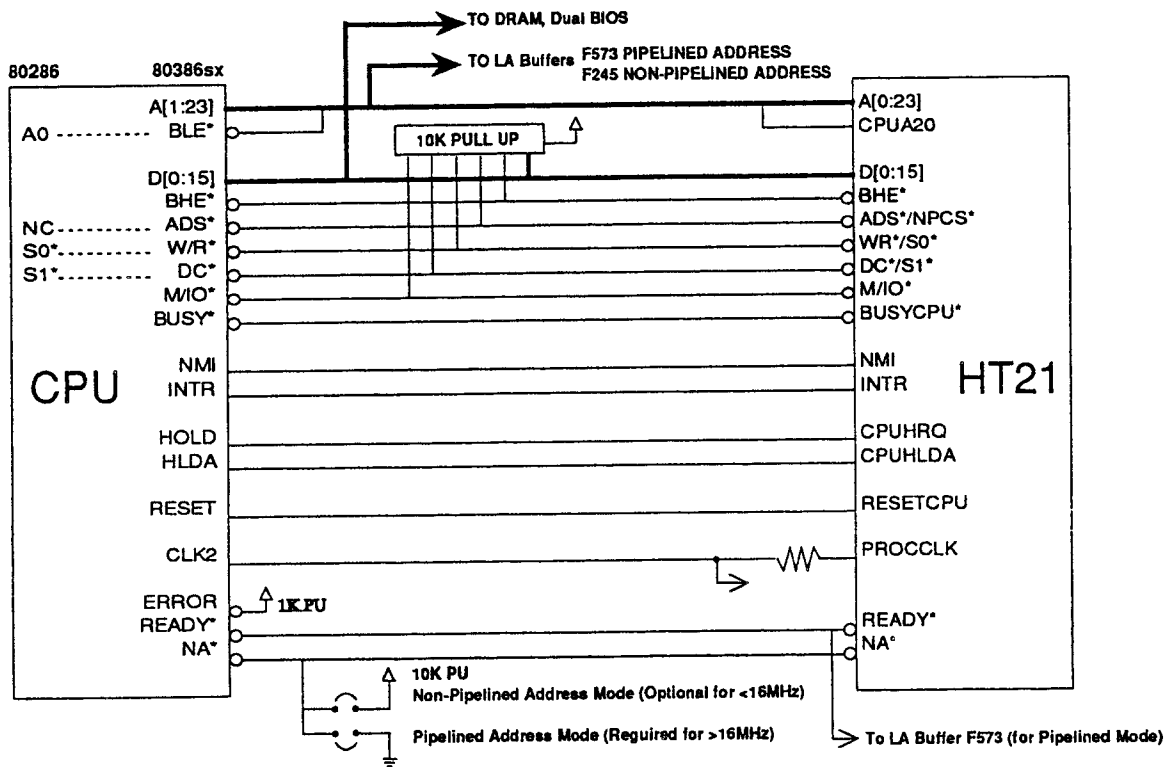 TO DRAM, Dual BIOS
TO LA Buffers F573 PIPELINED ADDRESS
F245 NON-PIPELINED ADDRESS
80286 80386sx
A[1:23] A[0:23]
A0 BLE* CPUA20
10K PULL UP
D[0:15] D[0:15]
BHE* BHE*
NC ADS* ADS*/NPCS*
S0* W/R* WR*/S0*
S1* DC* DC*/S1*
M/IO* M/IO*
BUSY* BUSYCPU*
NMI NMI
CPU INTR INTR HT21
HOLD CPUHRQ
HLDA CPUHLDA
RESET RESETCPU
CLK2 PROCCLK
ERROR 1K PU
READY* READY*
NA* NA*
10K PU
Non-Pipelined Address Mode (Optional for <16MHz)
Pipelined Address Mode (Reguired for >16MHz)
To LA Buffer F573 (for Pipelined Mode)